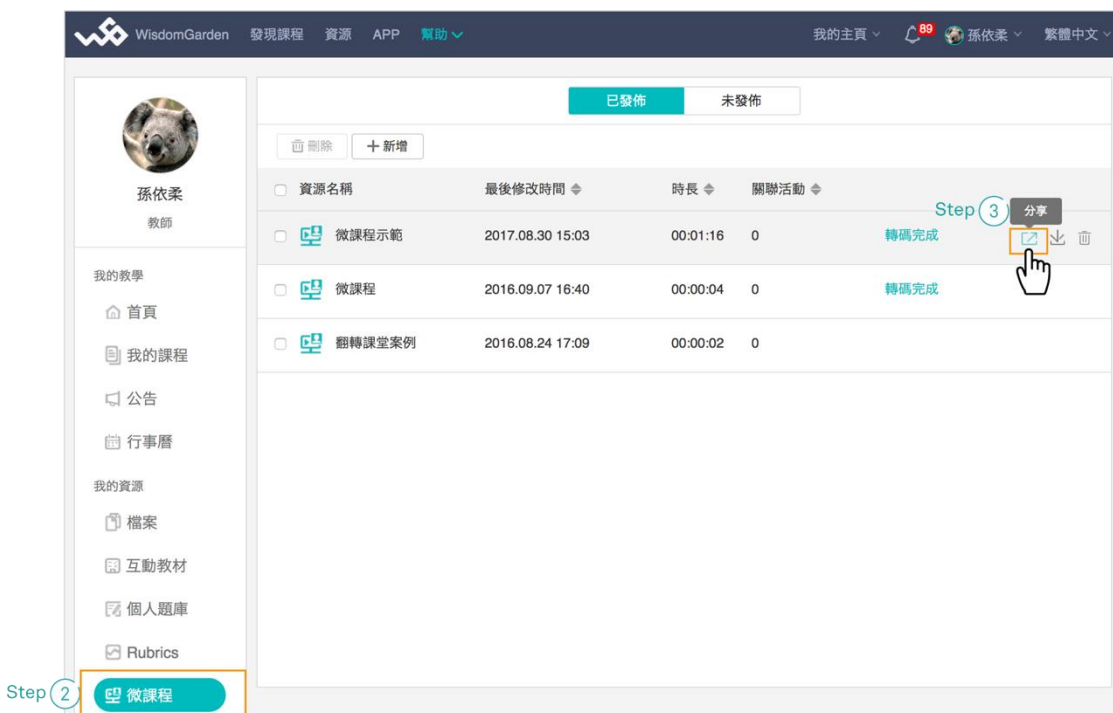 WisdomGarden 發現課程 資源 APP 幫助 我的主頁 89 孫依柔 繁體中文
已發佈 未發佈
刪除 新增
孫依柔
教師
資源名稱 最後修改時間 時長 關聯活動
Step 3 分享
微課程示範 2017.08.30 15:03 00:01:16 0 轉碼完成
微課程 2016.09.07 16:40 00:00:04 0 轉碼完成
翻轉課堂案例 2016.08.24 17:09 00:00:02 0
我的教學
首頁
我的課程
公告
行事曆
我的資源
檔案
互動教材
個人題庫
Rubrics
Step 2 微課程